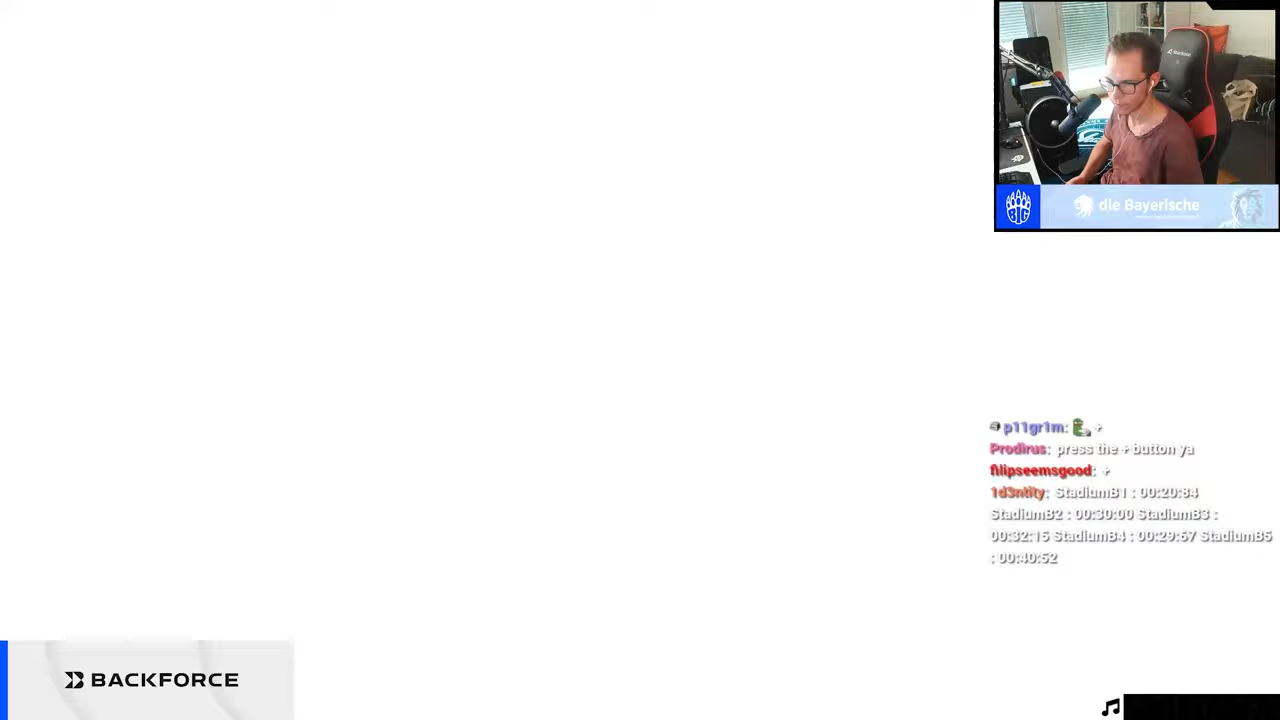 die Bayerische
p11gr1m: +
Prodirus: press the + button ya
filipseemsgood: +
1d3ntity: StadiumB1 : 00:20:84
StadiumB2 : 00:30:00 StadiumB3 :
00:32:15 StadiumB4 : 00:29:67 StadiumB5
: 00:40:52
BACKFORCE